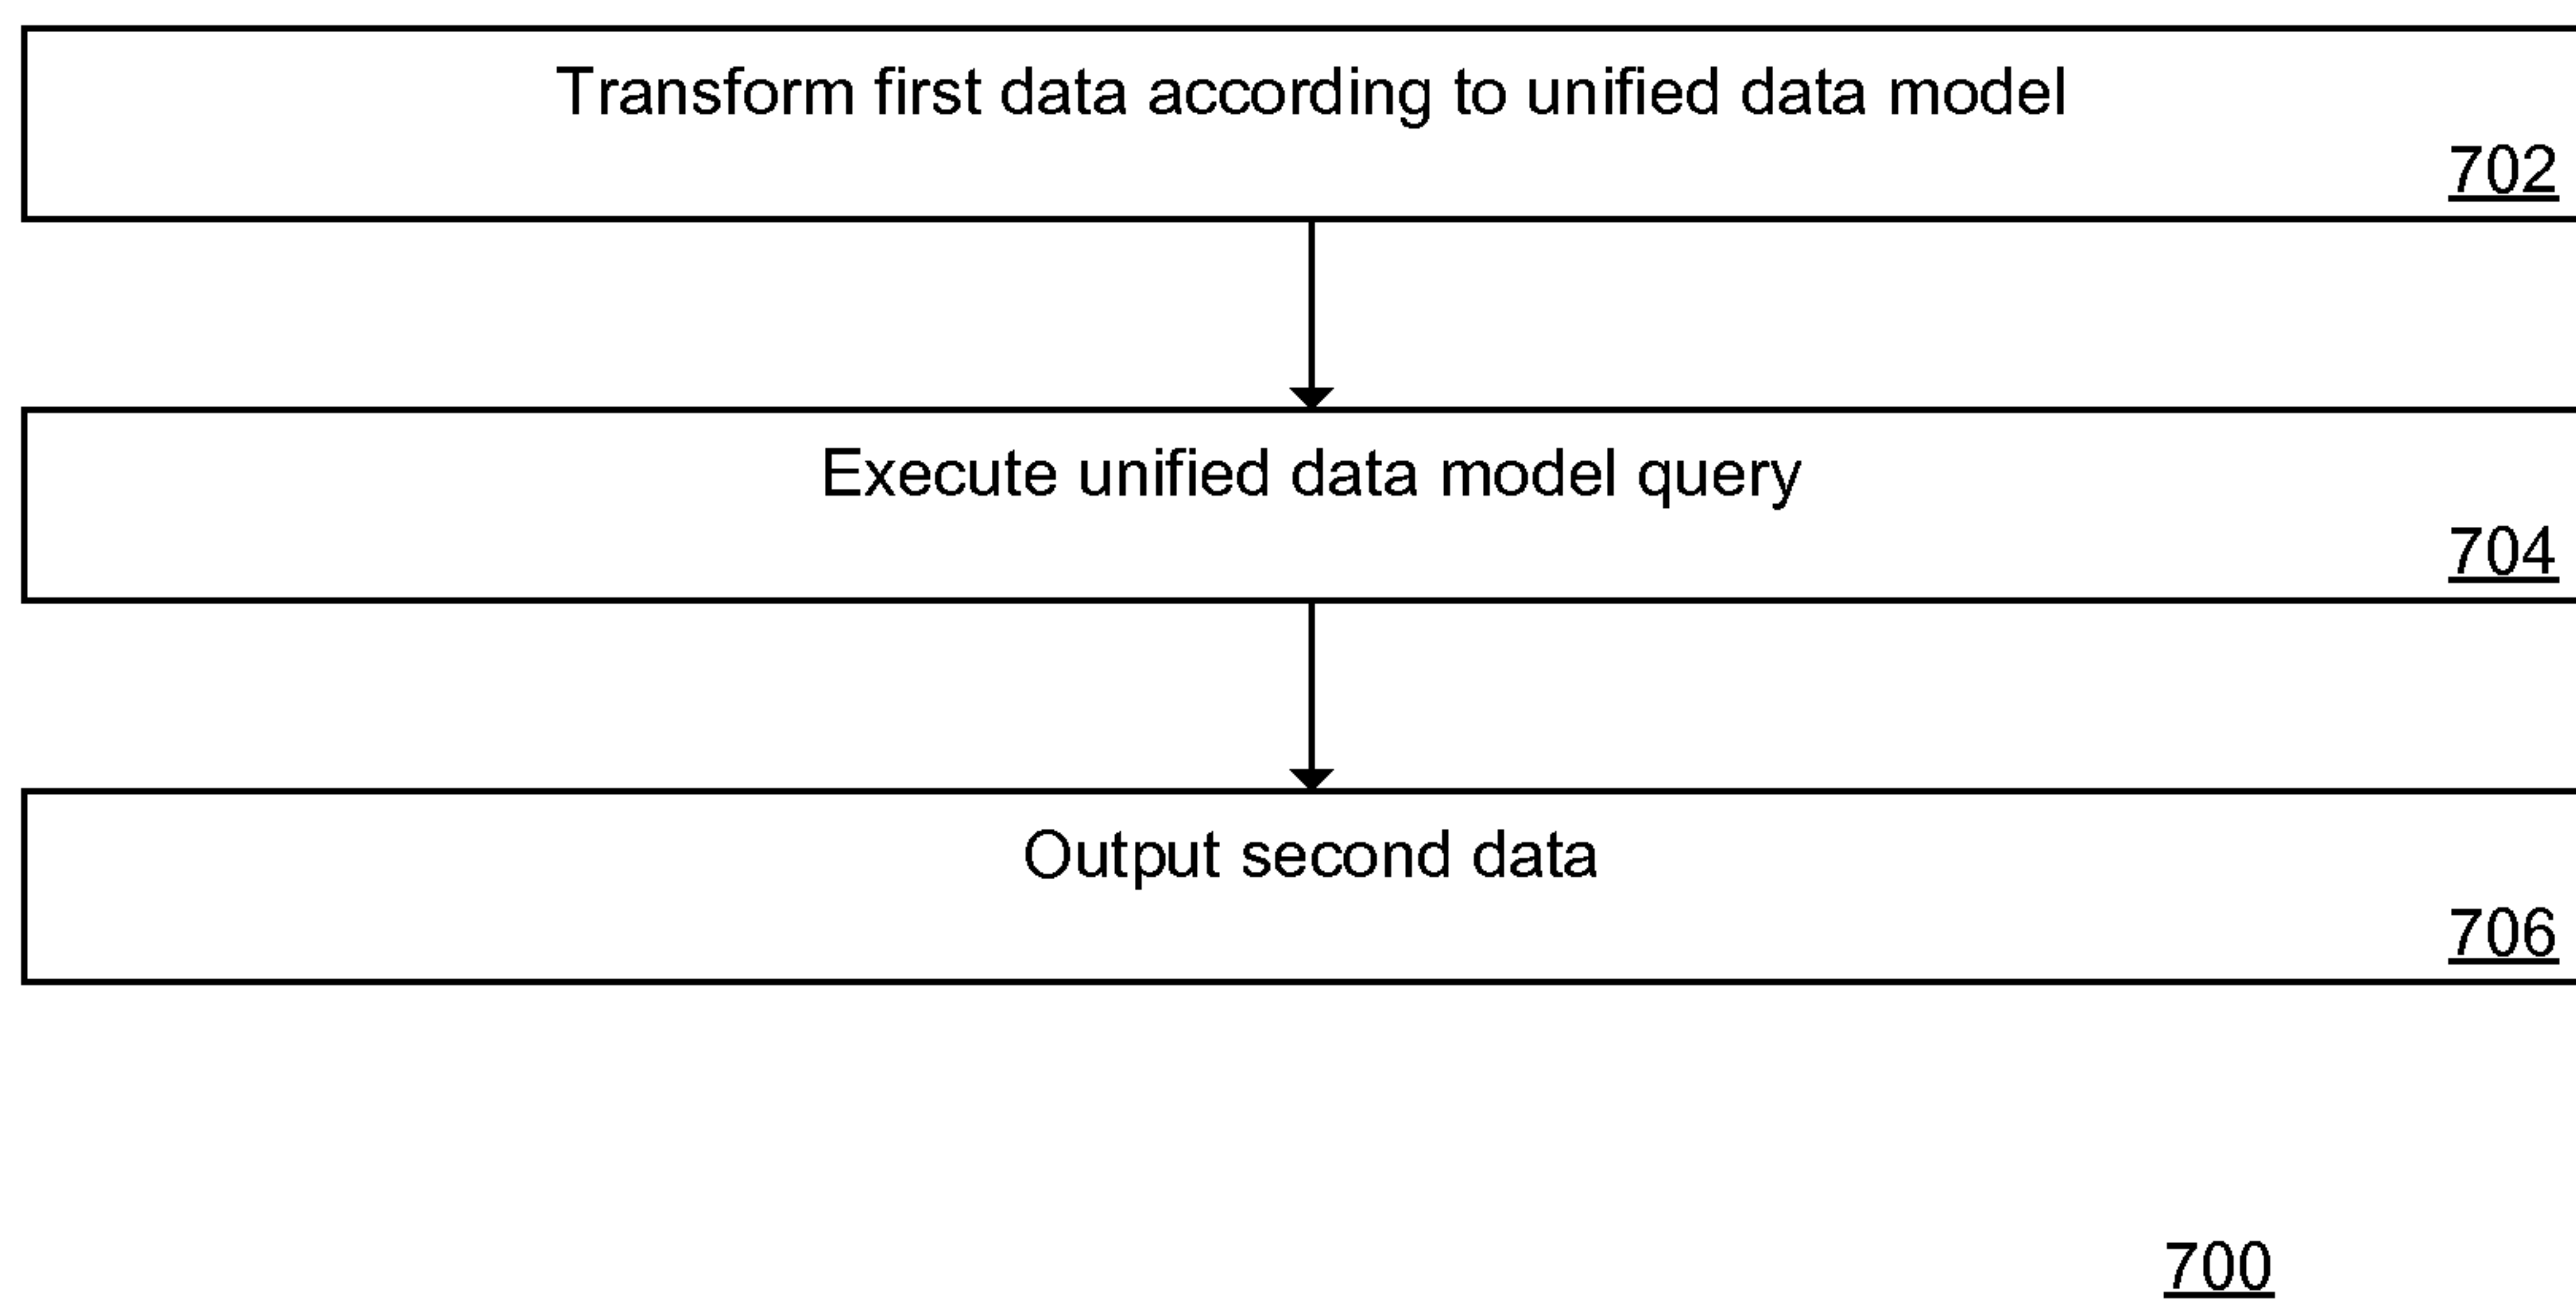 Transform first data according to unified data model
702
Execute unified data model query
704
Output second data
706
700